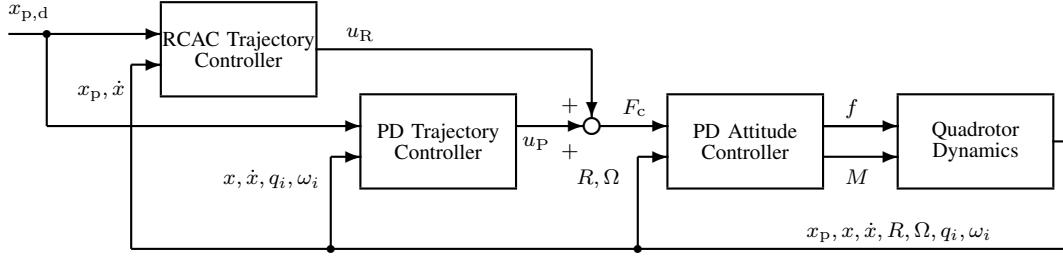 x_{p,d}
RCAC Trajectory
Controller
u_R
x_p, ẋ
PD Trajectory
Controller
u_P
+
+
F_c
PD Attitude
Controller
f
M
Quadrotor
Dynamics
x, ẋ, q_i, ω_i
R, Ω
x_p, x, ẋ, R, Ω, q_i, ω_i